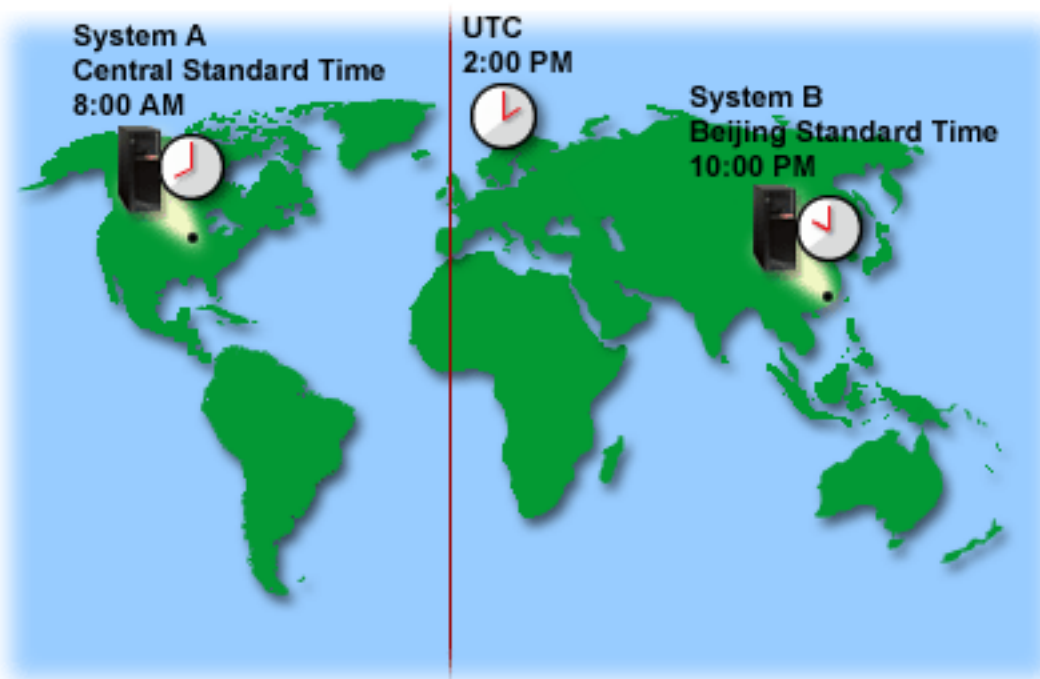 System A
Central Standard Time
8:00 AM
UTC
2:00 PM
System B
Beijing Standard Time
10:00 PM